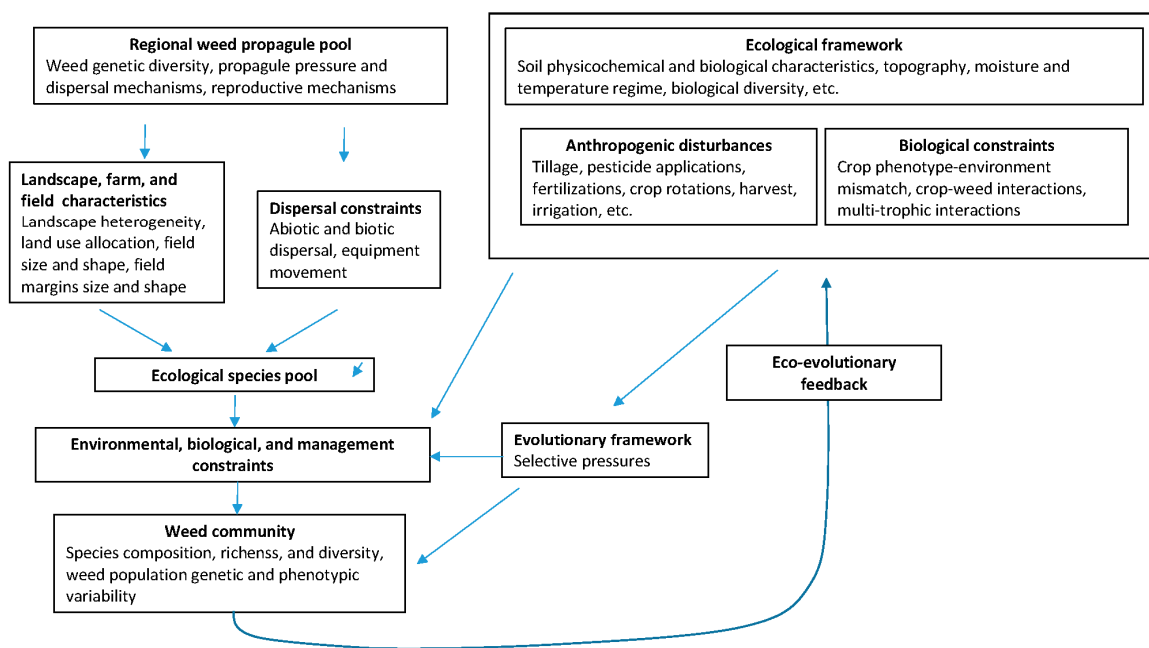 Regional weed propagule pool
Weed genetic diversity, propagule pressure and
dispersal mechanisms, reproductive mechanisms
Ecological framework
Soil physicochemical and biological characteristics, topography, moisture and
temperature regime, biological diversity, etc.
Anthropogenic disturbances
Tillage, pesticide applications,
fertilizations, crop rotations, harvest,
irrigation, etc.
Biological constraints
Crop phenotype-environment
mismatch, crop-weed interactions,
multi-trophic interactions
Landscape, farm, and
field characteristics
Landscape heterogeneity,
land use allocation, field
size and shape, field
margins size and shape
Dispersal constraints
Abiotic and biotic
dispersal, equipment
movement
Ecological species pool
Eco-evolutionary
feedback
Environmental, biological, and management
constraints
Evolutionary framework
Selective pressures
Weed community
Species composition, richenss, and diversity,
weed population genetic and phenotypic
variability